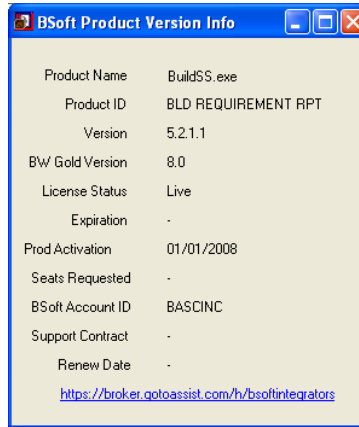 BSoft Product Version Info
Product Name BuildSS.exe
Product ID BLD REQUIREMENT RPT
Version 5.2.1.1
BW Gold Version 8.0
License Status Live
Expiration -
Prod Activation 01/01/2008
Seats Requested -
BSoft Account ID BASCINC
Support Contract -
Renew Date -
https://broker.gotoassist.com/h/bsoftintegrators